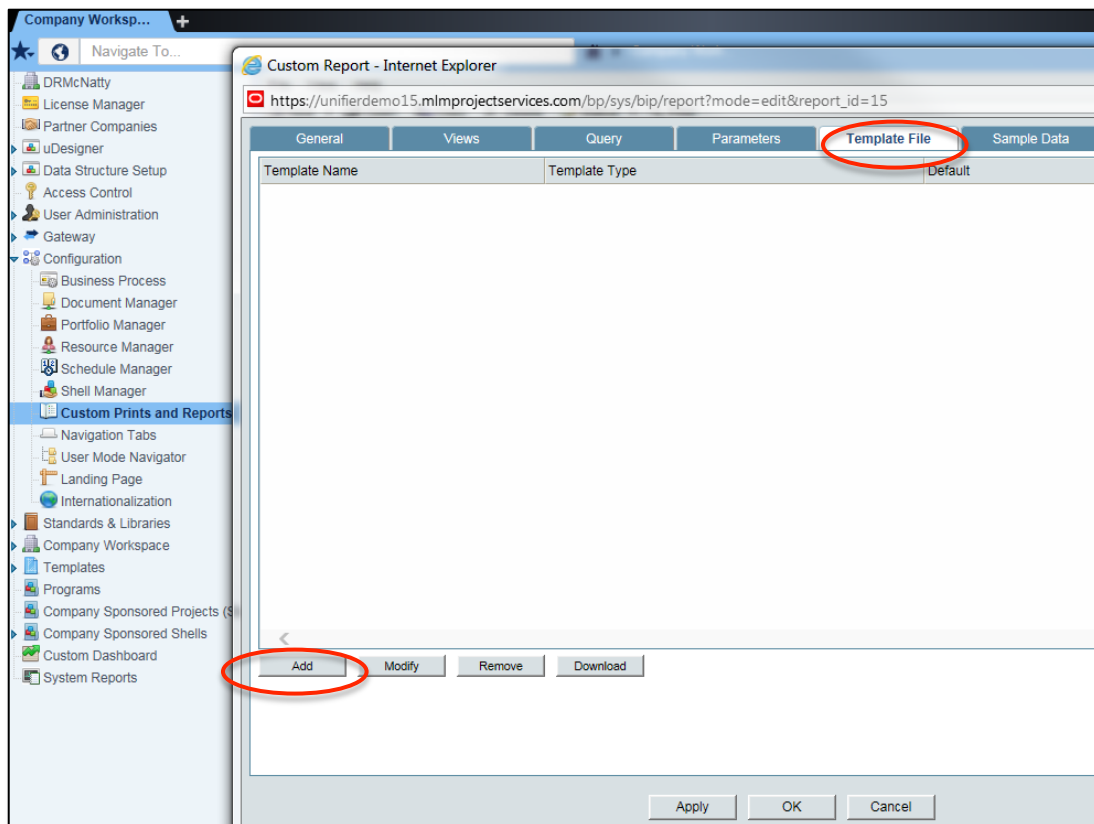 Company Worksp...
Navigate To...
DRMcNatty
License Manager
Partner Companies
uDesigner
Data Structure Setup
Access Control
User Administration
Gateway
Configuration
Business Process
Document Manager
Portfolio Manager
Resource Manager
Schedule Manager
Shell Manager
Custom Prints and Reports
Navigation Tabs
User Mode Navigator
Landing Page
Internationalization
Standards & Libraries
Company Workspace
Templates
Programs
Company Sponsored Projects (S
Company Sponsored Shells
Custom Dashboard
System Reports
Custom Report - Internet Explorer
https://unifierdemo15.mlmprojectservices.com/bp/sys/bip/report?mode=edit&report_id=15
General Views Query Parameters Template File Sample Data
Template Name Template Type Default
Add Modify Remove Download
Apply OK Cancel